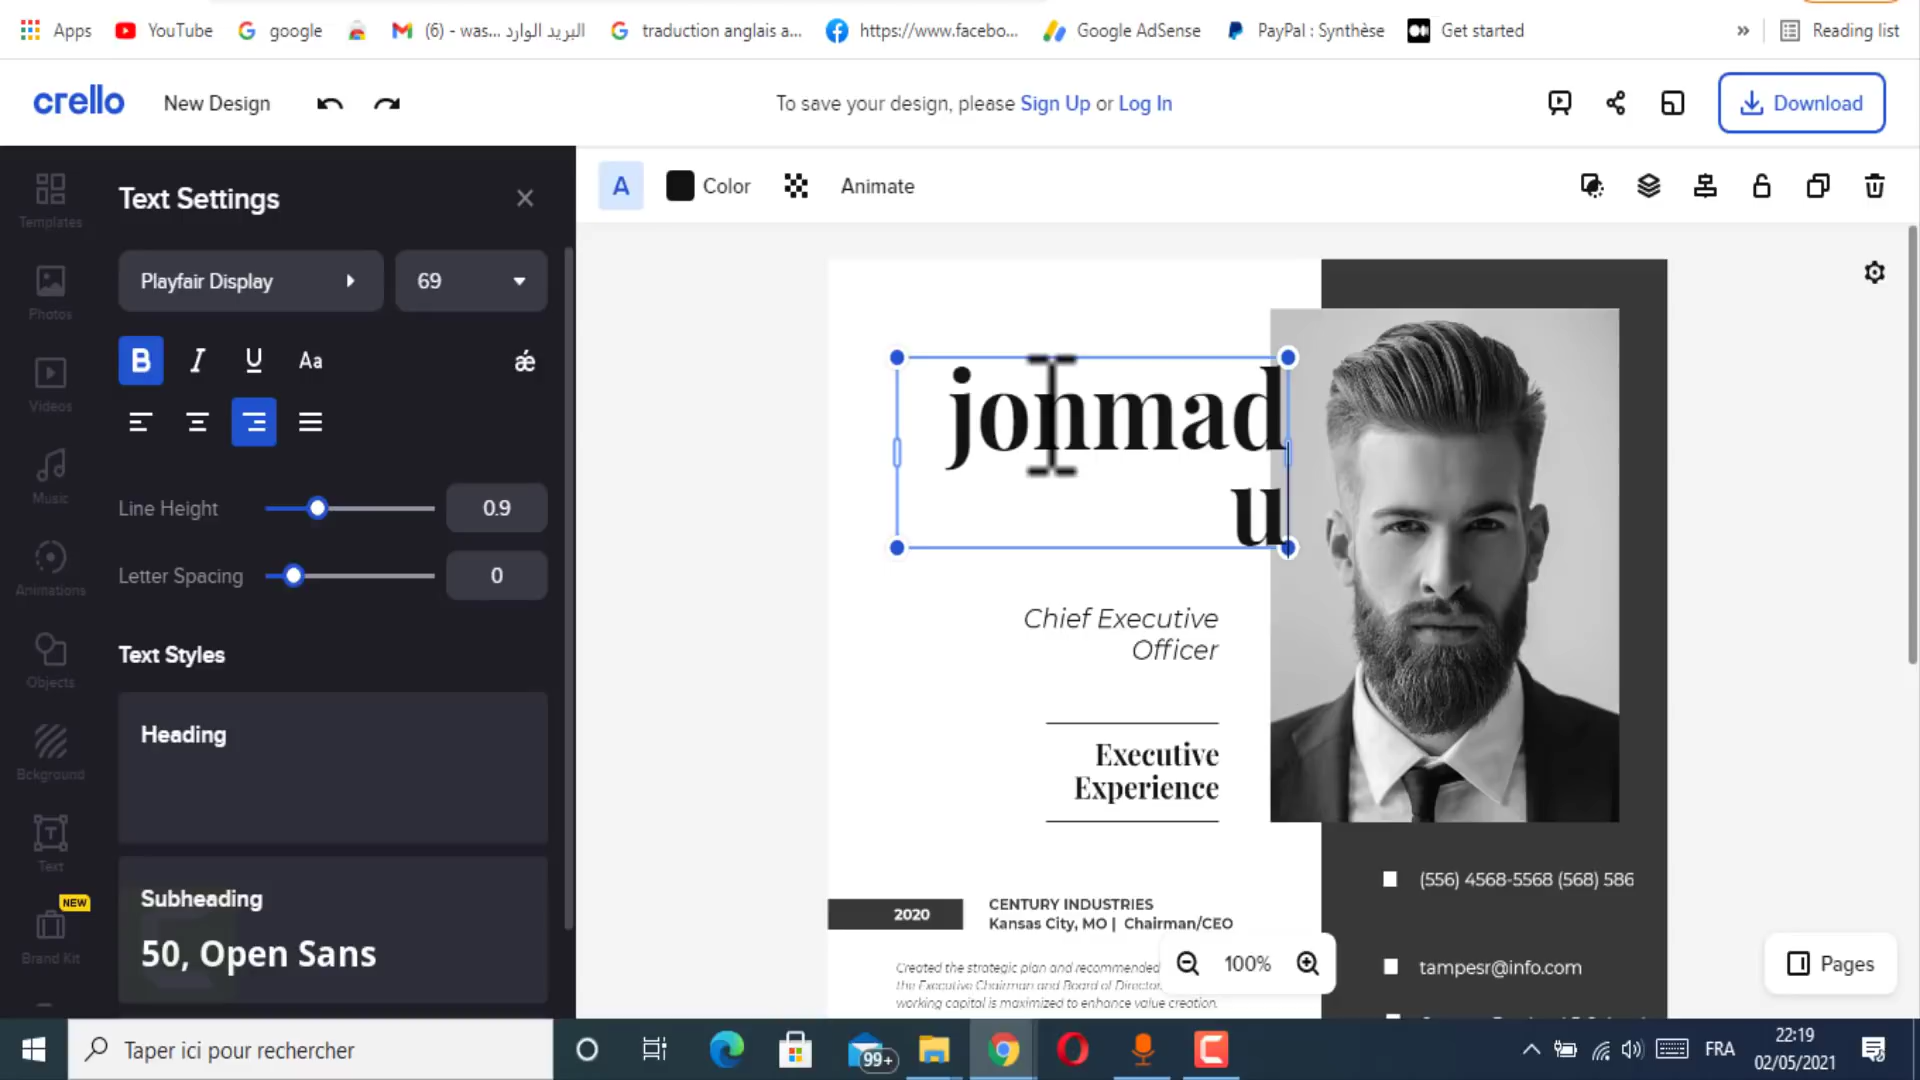 Apps
YouTube
google
(6) - was... البريد الوارد
traduction anglais a...
https://www.facebo...
Google AdSense
PayPal : Synthèse
Get started
»
Reading list
crello
New Design
To save your design, please Sign Up or Log In
Download
Templates
Photos
Videos
Music
Animations
Objects
Bckground
Text
NEW
Brand Kit
Text Settings
Playfair Display
69
B I U Aa ǽ
Line Height
0.9
Letter Spacing
0
Text Styles
Heading
Subheading
50, Open Sans
A
Color
Animate
jonmad
u
Chief Executive
Officer
Executive
Experience
2020
CENTURY INDUSTRIES
Kansas City, MO | Chairman/CEO
Created the strategic plan and recommended
the Executive Chairman and Board of Director
working capital is maximized to enhance value creation.
(556) 4568-5568 (568) 586
tampesr@info.com
100%
Pages
Taper ici pour rechercher
99+
FRA
22:19
02/05/2021